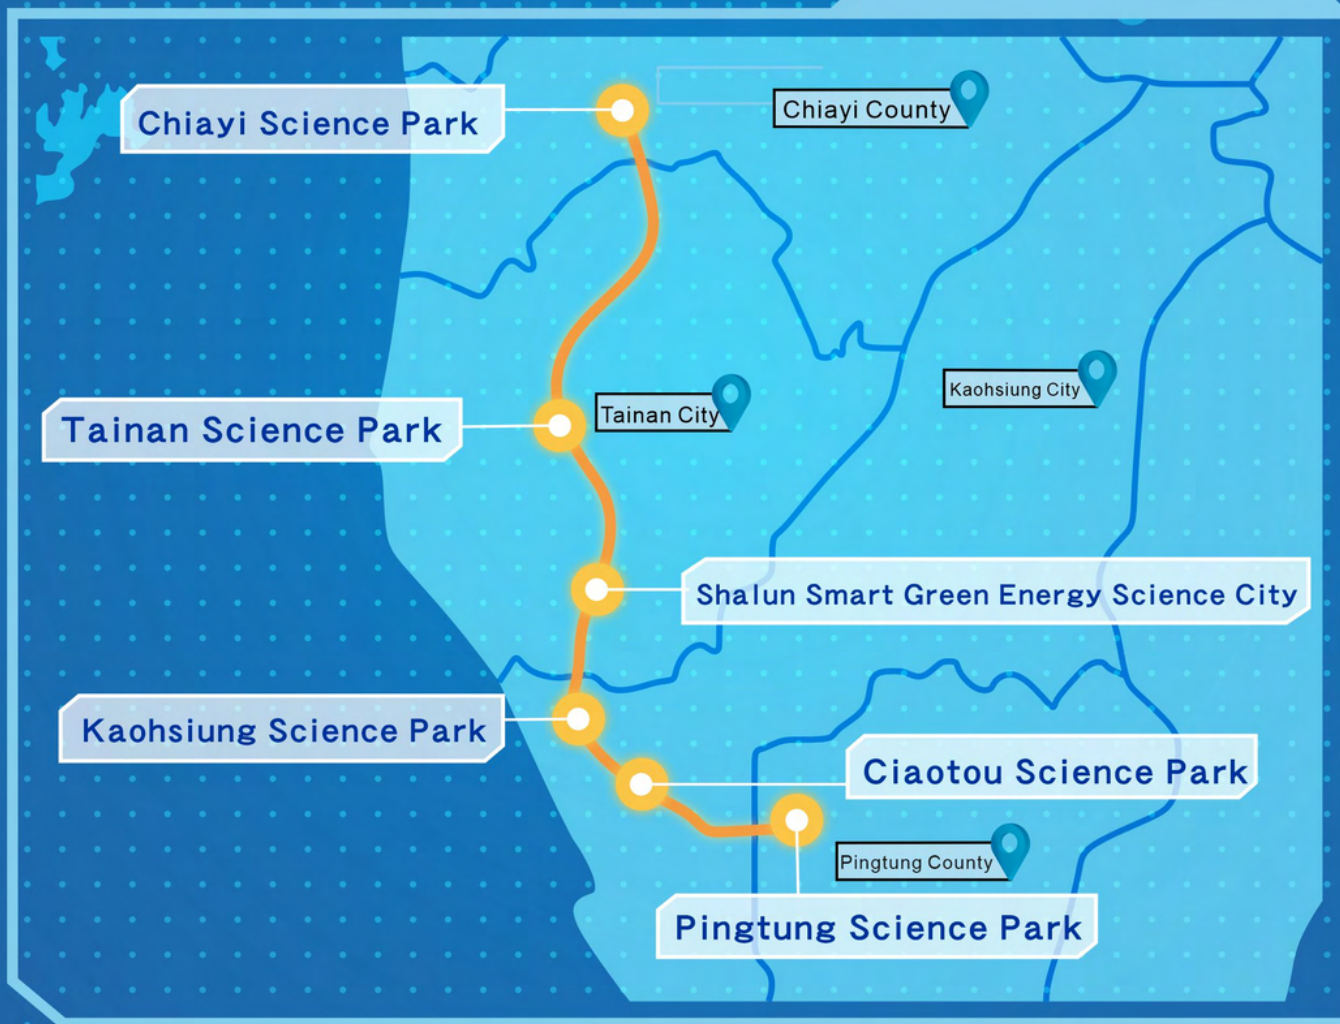 Chiayi Science Park
Chiayi County
Kaohsiung City
Tainan City
Tainan Science Park
Shalun Smart Green Energy Science City
Kaohsiung Science Park
Ciaotou Science Park
Pingtung County
Pingtung Science Park